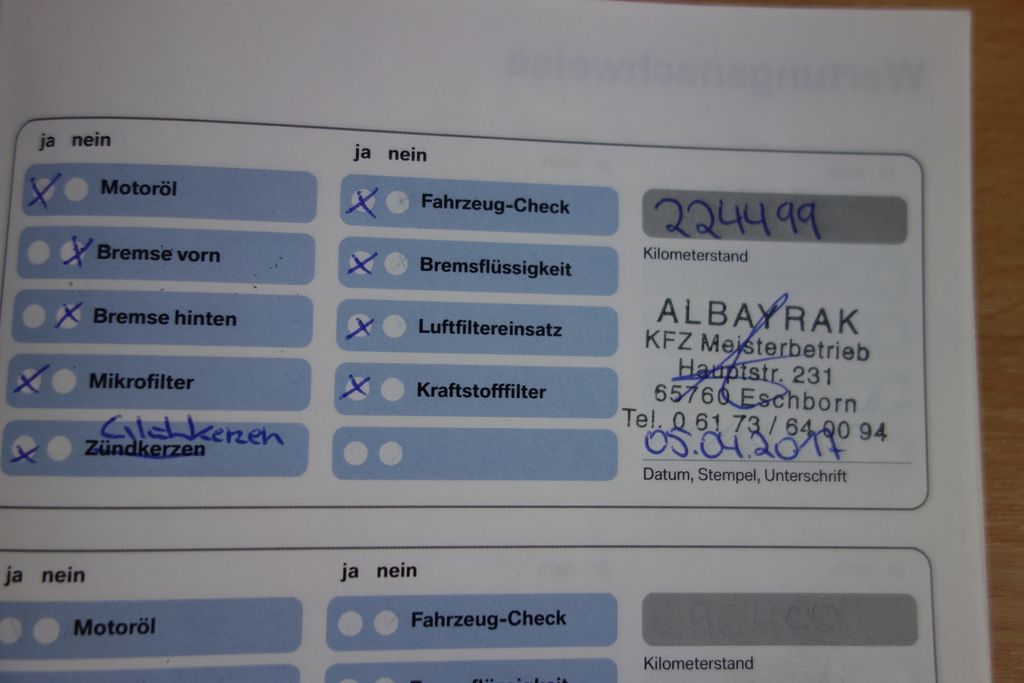 ja nein
Motoröl
Bremse vorn
Bremse hinten
Mikrofilter
Glühkerzen
Zündkerzen
ja nein
Fahrzeug-Check
Bremsflüssigkeit
Luftfiltereinsatz
Kraftstofffilter
224499
Kilometerstand
ALBAYRAK
KFZ Meisterbetrieb
Hauptstr. 231
65760 Eschborn
Tel. 0 61 73 / 64 00 94
05.04.2017
Datum, Stempel, Unterschrift
ja nein
Motoröl
ja nein
Fahrzeug-Check
Bremsflüssigkeit
Kilometerstand
Wartungsnachweise